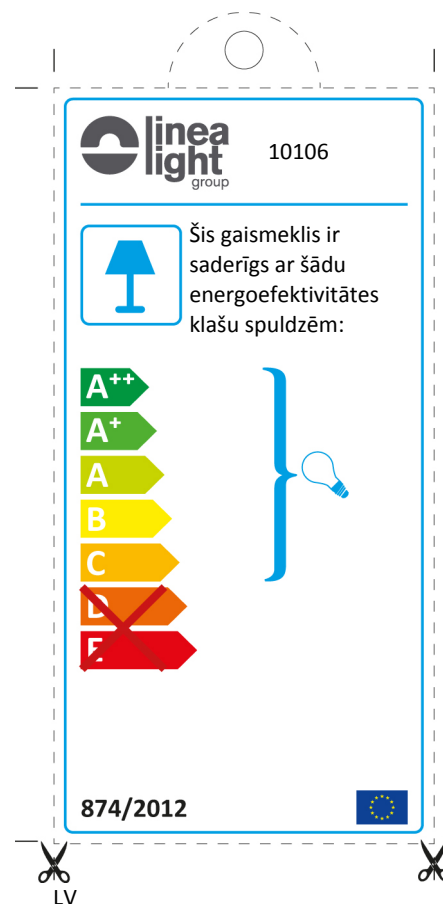 linea
light
group
10106
Šis gaismeklis ir
saderīgs ar šādu
energoefektivitātes
klašu spuldzēm:
A++
A+
A
B
C
D
E
874/2012
LV